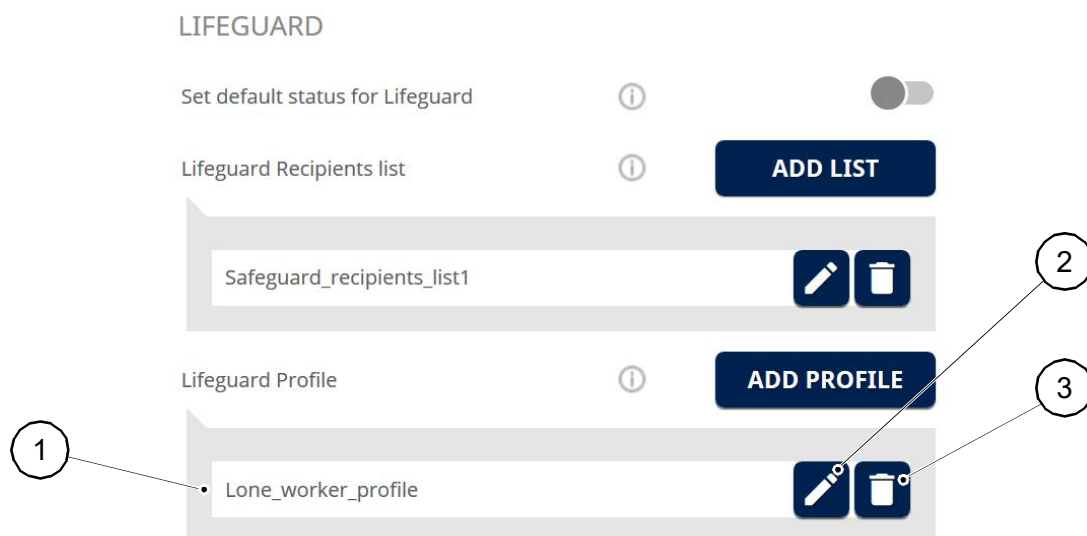 LIFEGUARD
Set default status for Lifeguard
Lifeguard Recipients list ADD LIST
Safeguard_recipients_list1
2
Lifeguard Profile ADD PROFILE
3
1
Lone_worker_profile